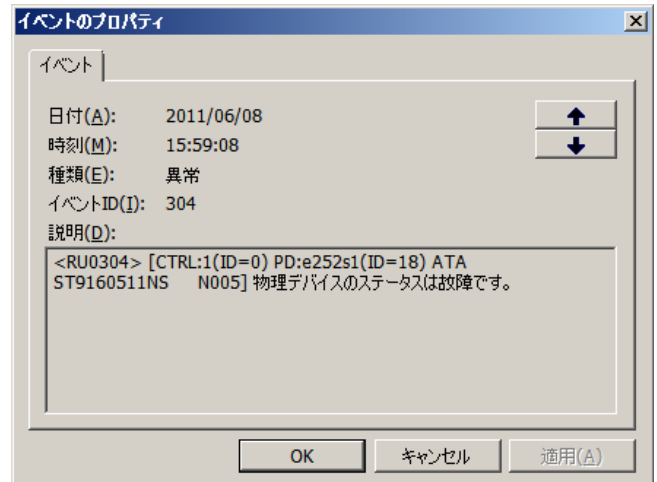 イベントのプロパティ
イベント
日付(A): 2011/06/08
時刻(M): 15:59:08
種類(E): 異常
イベントID(I): 304
説明(D):
<RU0304> [CTRL:1(ID=0) PD:e252s1(ID=18) ATA
ST9160511NS N005] 物理デバイスのステータスは故障です。
OK キャンセル 適用(A)